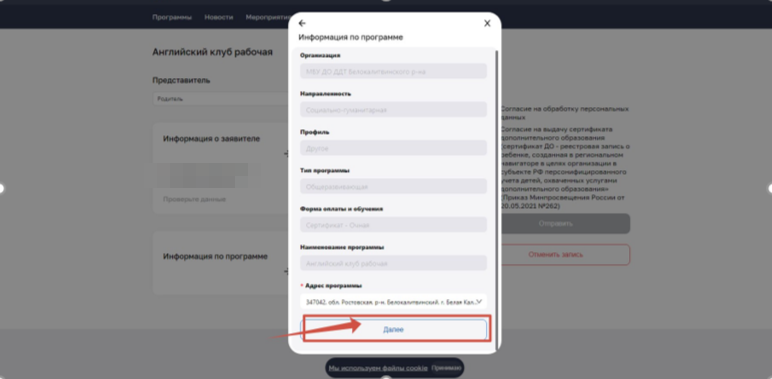 Программы Новости Мероприятия
Английский клуб рабочая
Представитель
Родитель
Информация о заявителе
Проверьте данные
Информация по программе
Информация по программе
Организация
МБУ ДО ДДТ Белокалитвинского р-на
Направленность
Социально-гуманитарная
Профиль
Другое
Тип программы
Общеразвивающая
Форма оплаты и обучения
Сертификат - Очная
Наименование программы
Английский клуб рабочая
* Адрес программы
347042, обл. Ростовская, р-н. Белокалитвинский, г. Белая Кал...
Далее
Согласие на обработку персональных
данных
Согласие на выдачу сертификата
дополнительного образования
(сертификат ДО - реестровая запись о
ребенке, созданная в региональном
навигаторе в целях организации в
субъекте РФ персонифицированного
учета детей, охваченных услугами
дополнительного образования»
(Приказ Минпросвещения России от
30.05.2021 №262)
Отправить
Отменить запись
Мы используем файлы cookie Принимаю